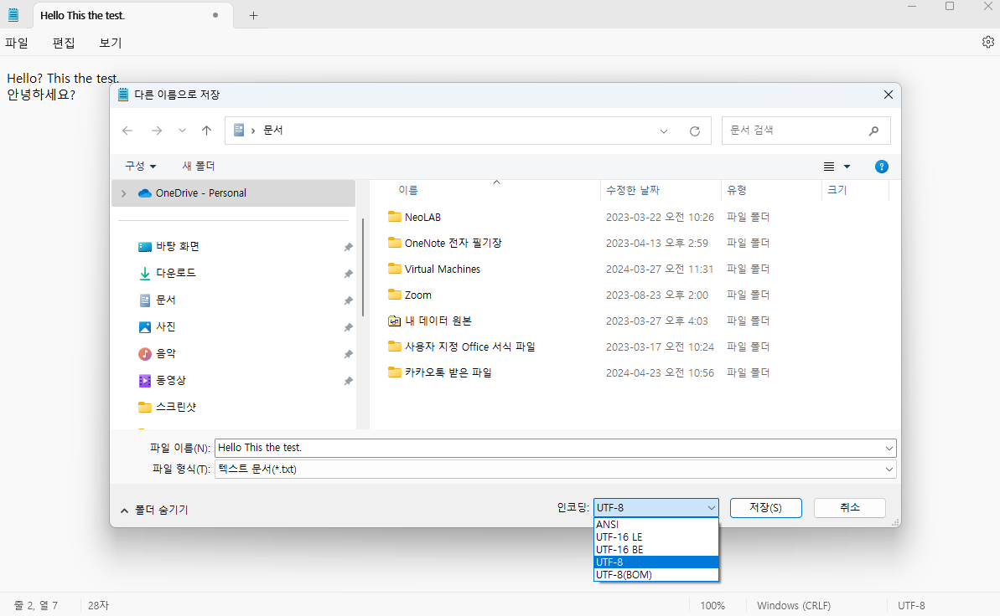 Hello This the test.
파일 편집 보기
Hello? This the test.
안녕하세요?
다른 이름으로 저장
문서
문서 검색
구성 새 폴더
OneDrive - Personal
바탕 화면
다운로드
문서
사진
음악
동영상
스크린샷
이름 수정한 날짜 유형 크기
NeoLAB 2023-03-22 오전 10:26 파일 폴더
OneNote 전자 필기장 2023-04-13 오후 2:59 파일 폴더
Virtual Machines 2024-03-27 오전 11:31 파일 폴더
Zoom 2023-08-23 오후 2:00 파일 폴더
내 데이터 원본 2023-03-27 오후 4:03 파일 폴더
사용자 지정 Office 서식 파일 2023-03-17 오전 10:24 파일 폴더
카카오톡 받은 파일 2024-04-23 오전 10:56 파일 폴더
파일 이름(N): Hello This the test.
파일 형식(T): 텍스트 문서(*.txt)
폴더 숨기기 인코딩: UTF-8 저장(S) 취소
ANSI
UTF-16 LE
UTF-16 BE
UTF-8
UTF-8(BOM)
줄 2, 열 7 28자 100% Windows (CRLF) UTF-8